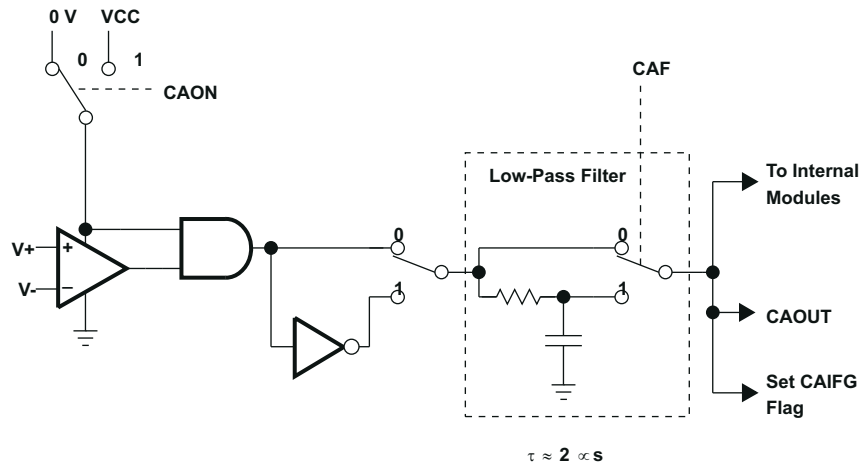 0 V VCC
0 1
CAON
CAF
Low-Pass Filter
To Internal
Modules
V+
+
V-
−
0
1
0
1
CAOUT
Set CAIFG
Flag
τ ≈ 2 ∝s